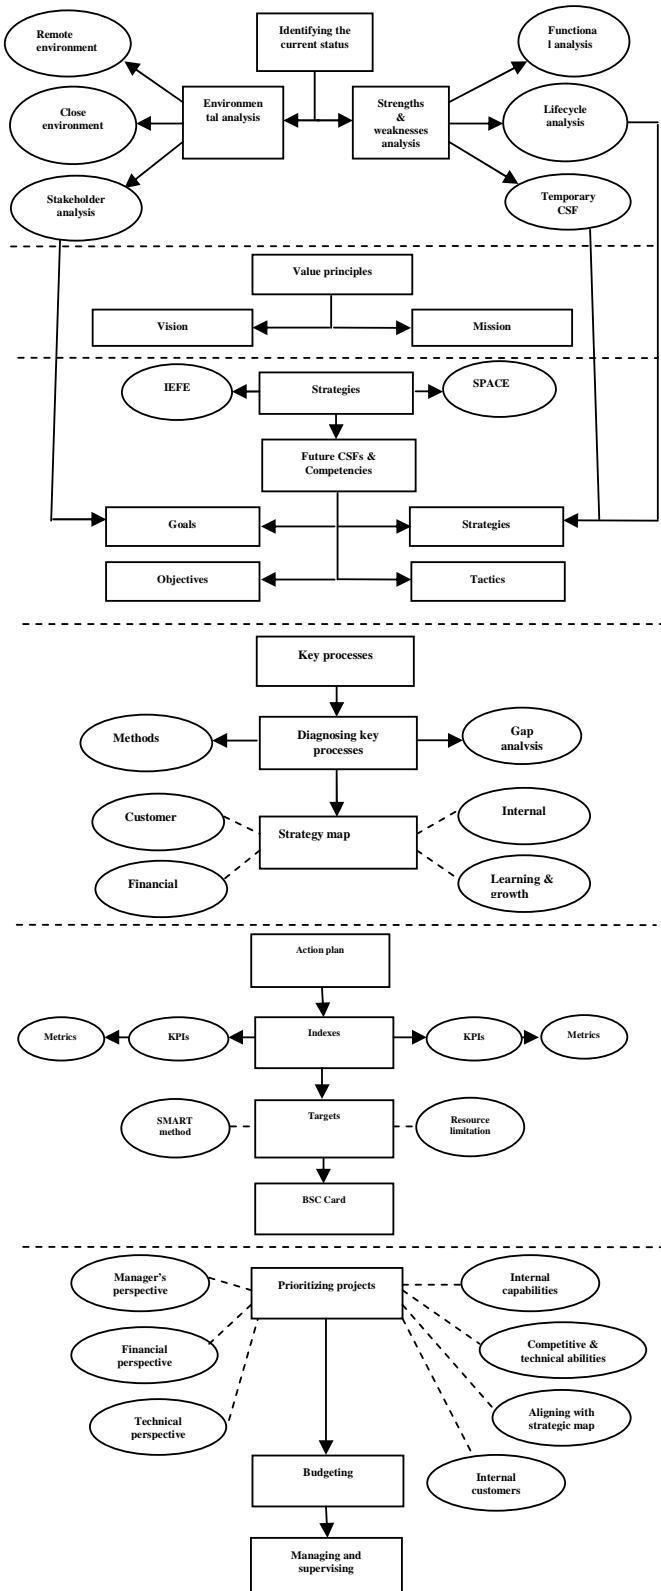 Remote
environment
Identifying the
current status
Functiona
l analysis
Close
environment
Environmen
tal analysis
Strengths
&
weaknesses
analysis
Lifecycle
analysis
Stakeholder
analysis
Temporary
CSF
Value principles
Vision
Mission
IEFE
Strategies
SPACE
Future CSFs &
Competencies
Goals
Strategies
Objectives
Tactics
Key processes
Methods
Diagnosing key
processes
Gap
analysis
Customer
Strategy map
Internal
Financial
Learning &
growth
Action plan
Metrics
KPIs
Indexes
KPIs
Metrics
SMART
method
Targets
Resource
limitation
BSC Card
Manager's
perspective
Prioritizing projects
Internal
capabilities
Financial
perspective
Competitive &
technical abilities
Technical
perspective
Aligning with
strategic map
Budgeting
Internal
customers
Managing and
supervising